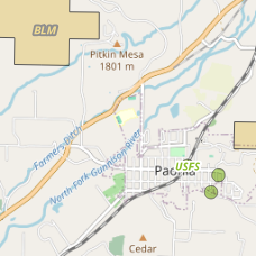 BLM
Pitkin Mesa
1801 m
Farmers Ditch
North Fork Gunnison River
USFS
Paonia
Cedar